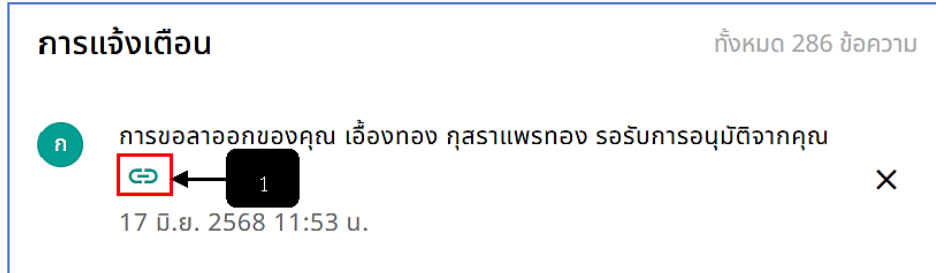 การแจ้งเตือน
ทั้งหมด 286 ข้อความ
ก
การขอลาออกของคุณ เอื้องทอง กุสราแพรทอง รอรับการอนุมัติจากคุณ
1
17 มิ.ย. 2568 11:53 น.